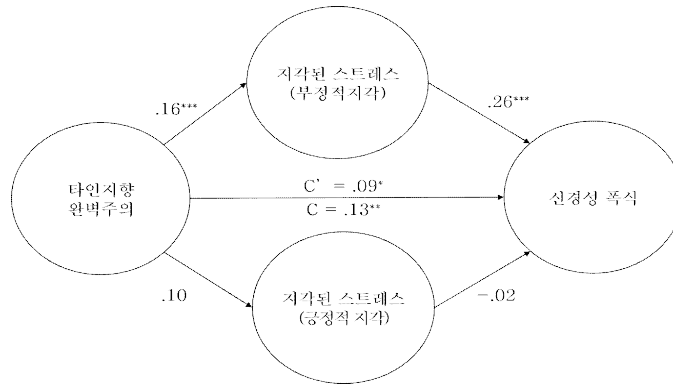 지각된 스트레스
(부정적지각)
.16***
.26***
타인지향
완벽주의
C’ = .09*
C = .13**
신경성 폭식
.10
지각된 스트레스
(긍정적 지각)
-.02